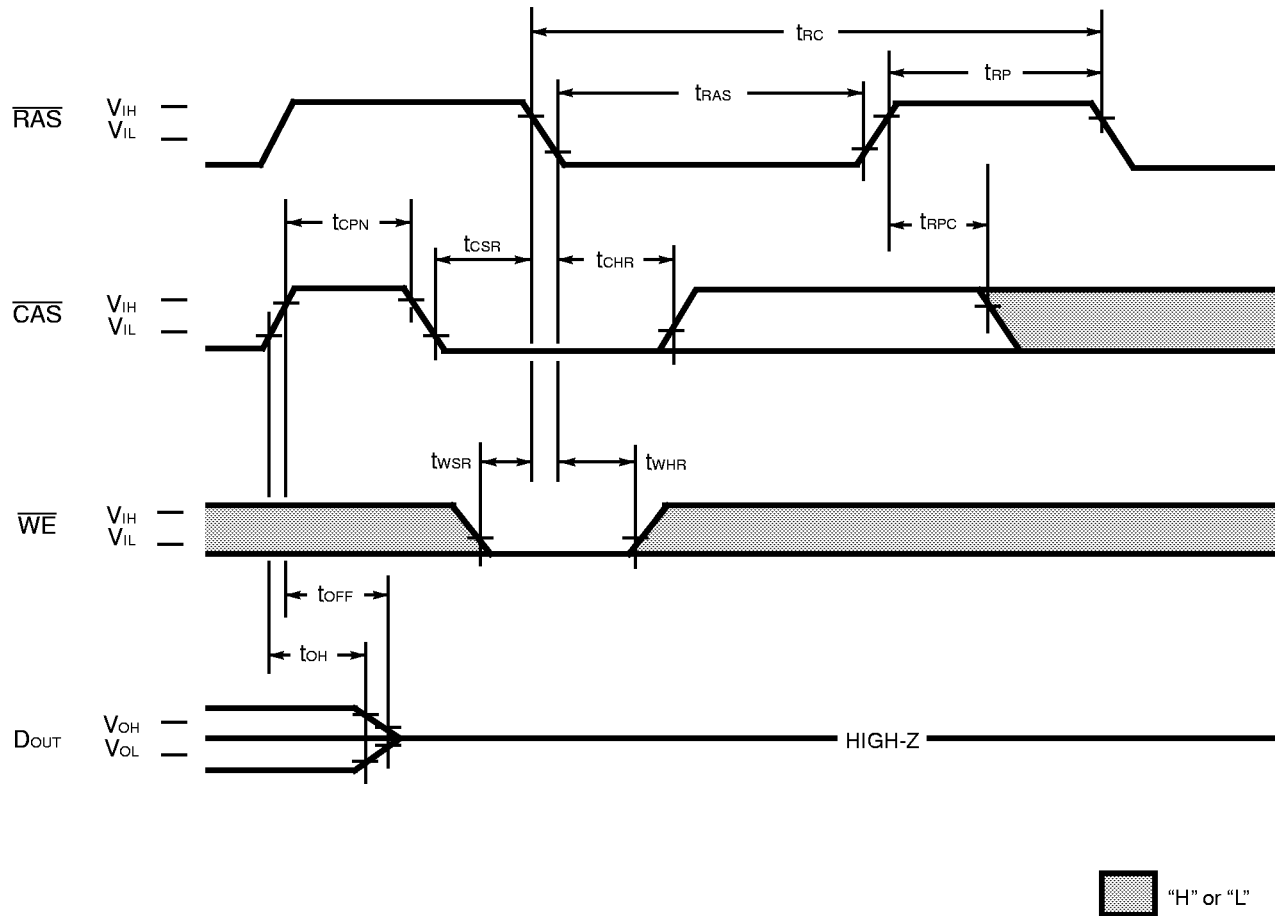 tRC
tRP
tRAS
RAS
VIH
VIL
tCPN
tRPC
tCSR
tCHR
CAS
VIH
VIL
tWSR
tWHR
WE
VIH
VIL
tOFF
tOH
DOUT
VOH
VOL
HIGH-Z
“H” or “L”